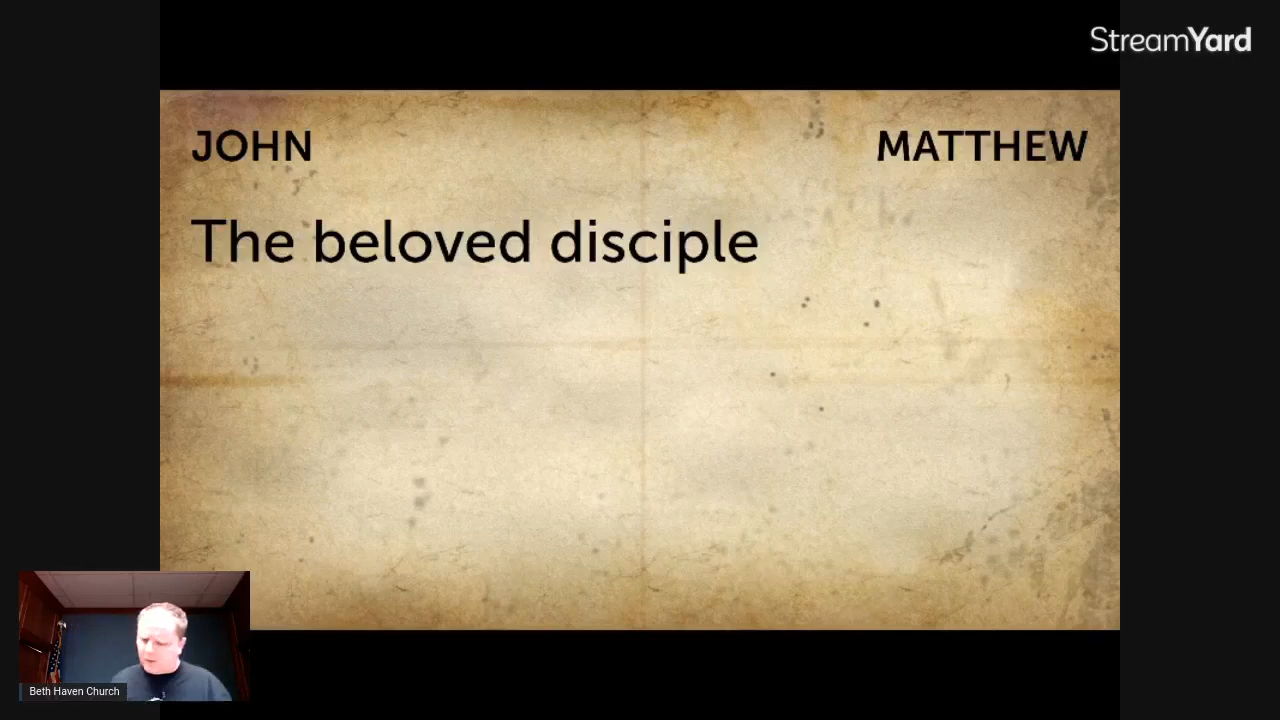 StreamYard
JOHN
MATTHEW
The beloved disciple
Beth Haven Church